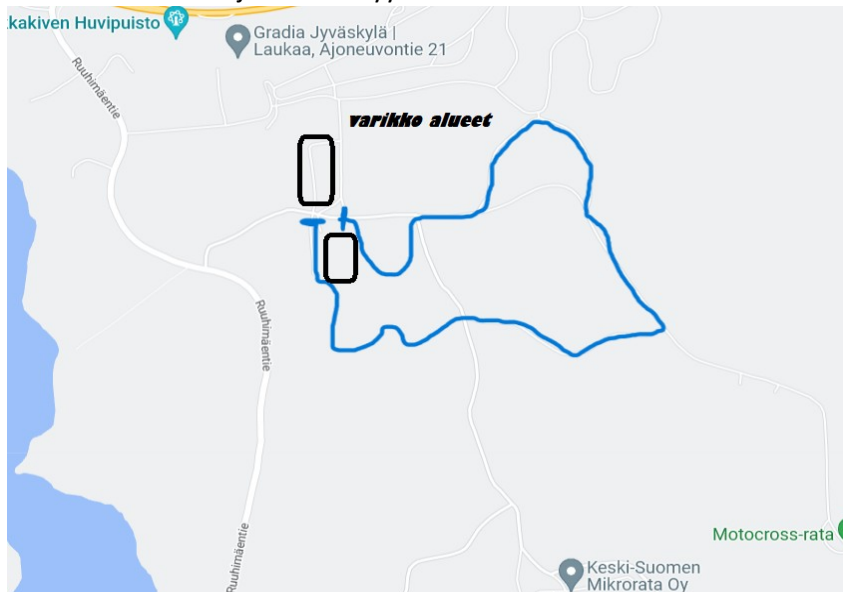 kakiven Huvipuisto
Gradia Jyväskylä |
Laukaa, Ajoneuvontie 21
Ruuhimäentie
varikko alueet
Ruuhimäentie
Ruuhimäentie
Motocross-rata
Keski-Suomen
Mikrorata Oy